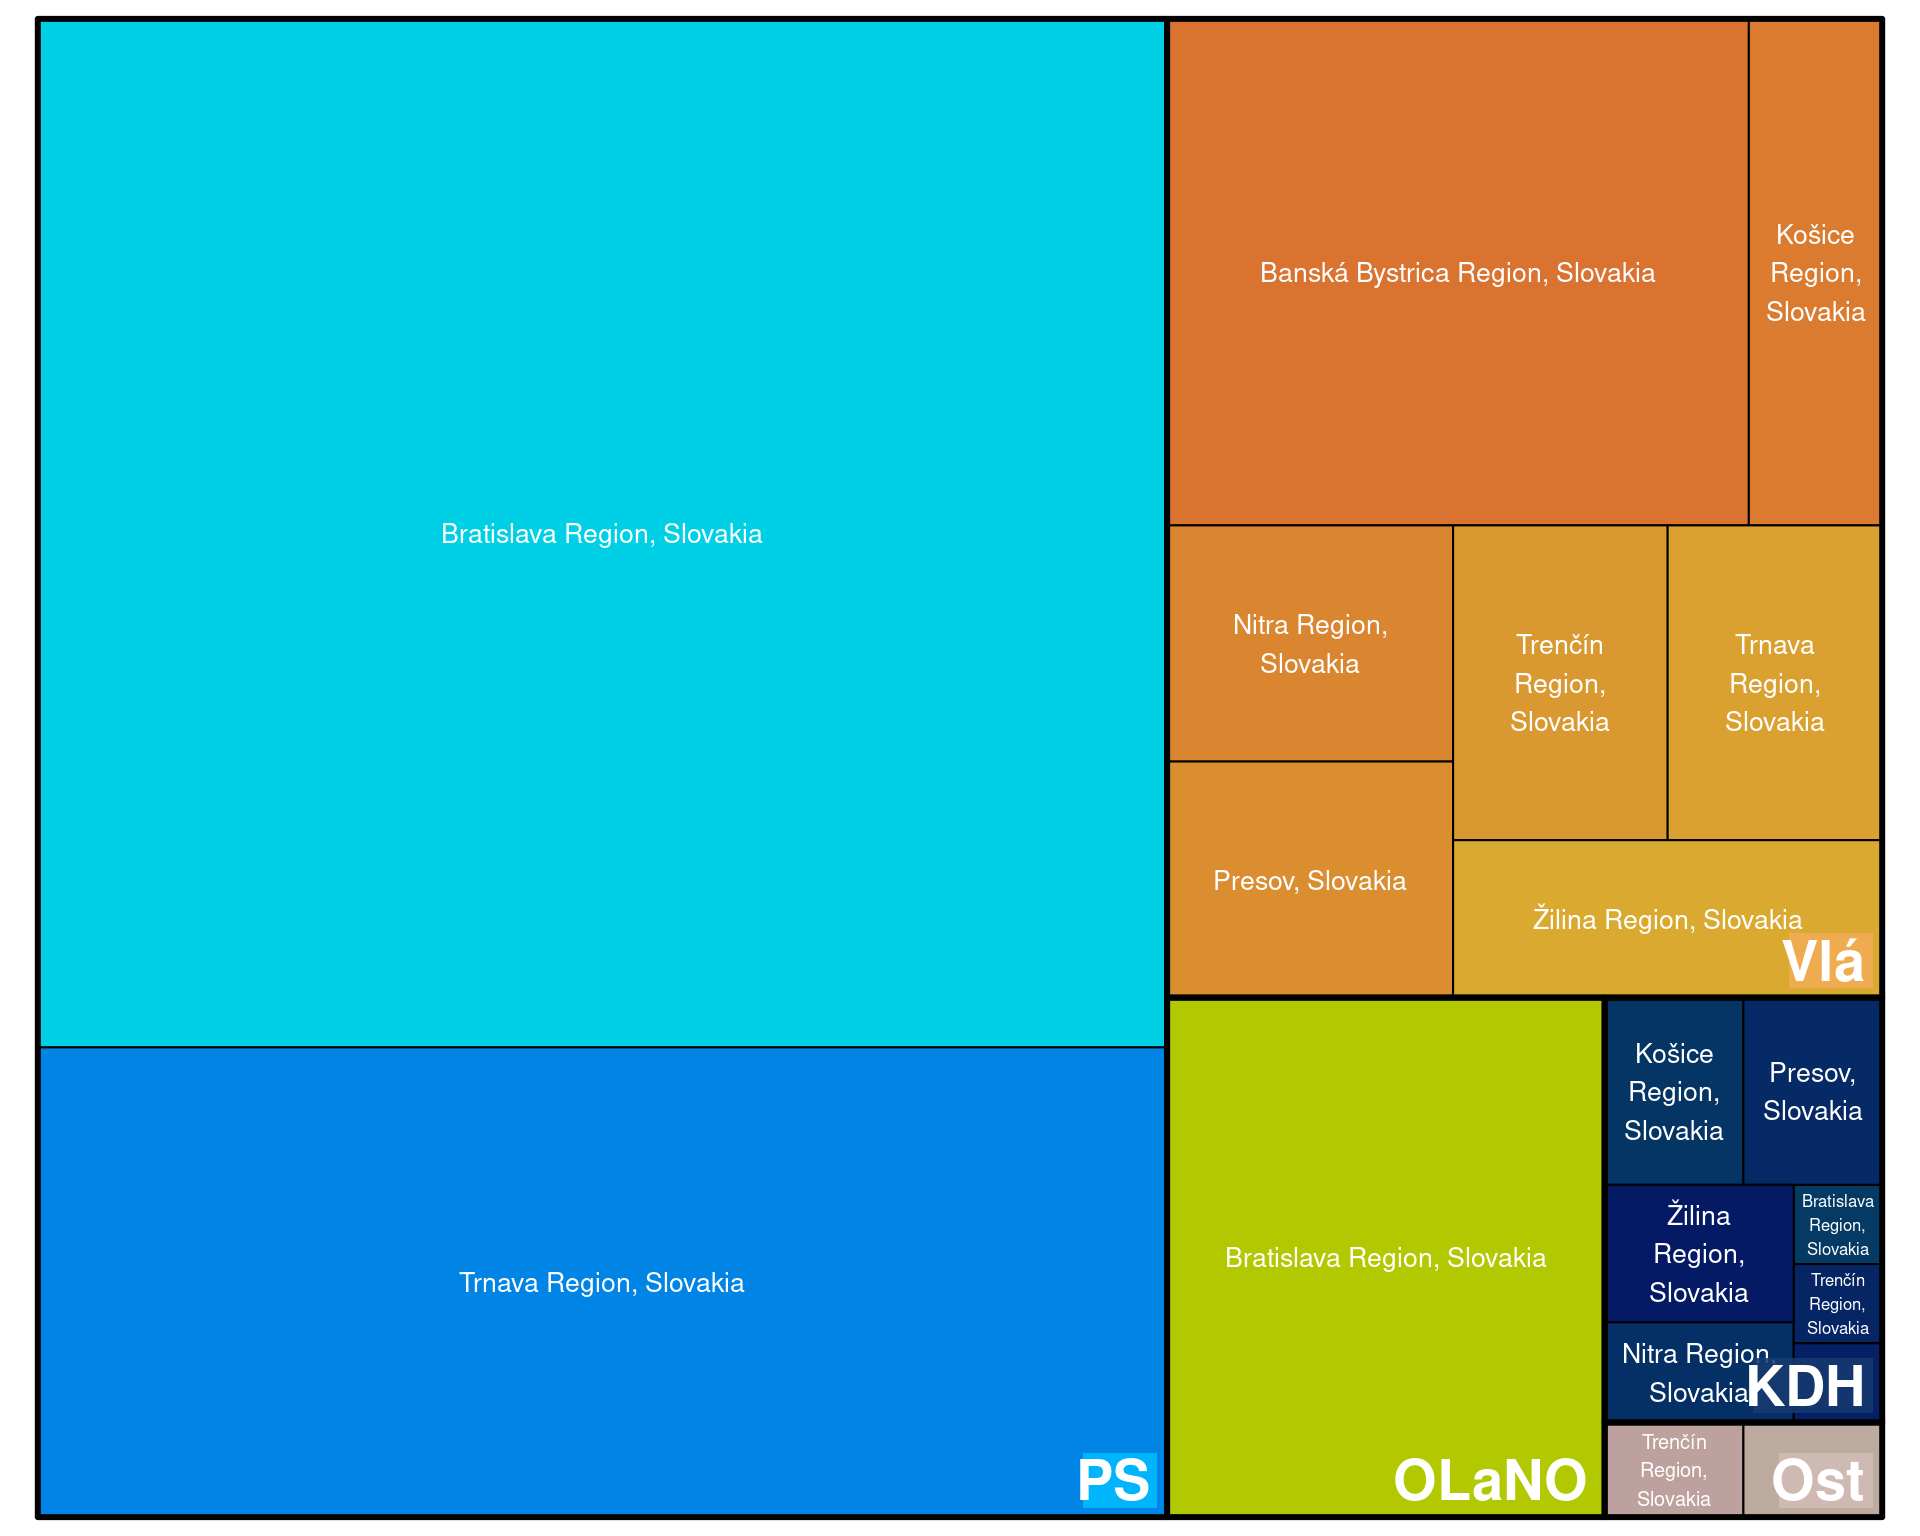 Bratislava Region, Slovakia
Trnava Region, Slovakia
PS
Banská Bystrica Region, Slovakia
Košice
Region,
Slovakia
Nitra Region,
Slovakia
Presov, Slovakia
Trenčín
Region,
Slovakia
Trnava
Region,
Slovakia
Žilina Region, Slovakia
Vlá
Bratislava Region, Slovakia
OLaNO
Košice
Region,
Slovakia
Presov,
Slovakia
Žilina
Region,
Slovakia
Bratislava
Region,
Slovakia
Trenčín
Region,
Slovakia
Nitra Region,
Slovakia
KDH
Trenčín
Region,
Slovakia
Ost